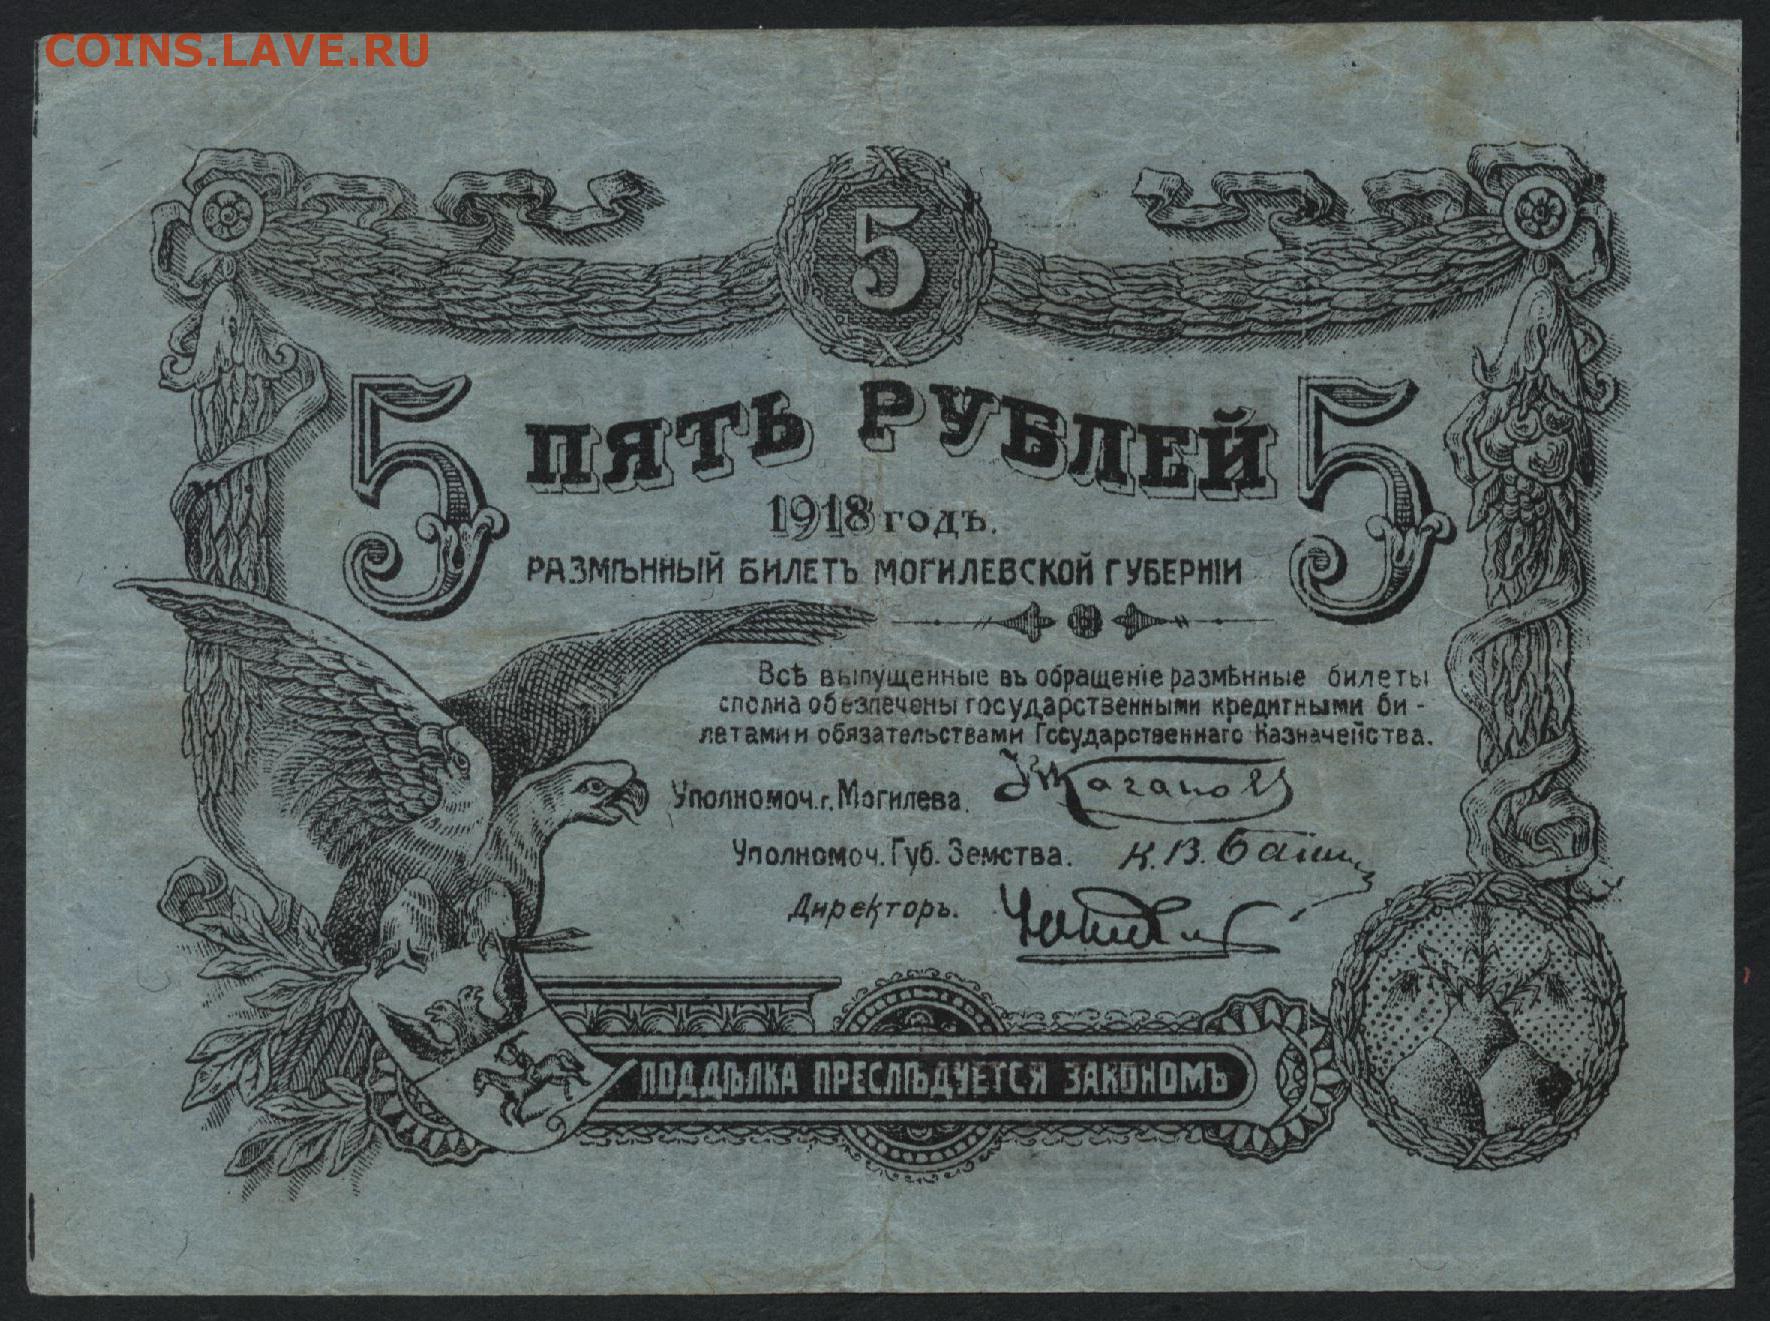 COINS.LAVE.RU
5
5 ПЯТЬ РУБЛЕЙ 5
1918 годъ.
РАЗМѢННЫЙ БИЛЕТЪ МОГИЛЕВСКОЙ ГУБЕРНІИ
Всѣ выпущенные въ обращеніе размѣнные билеты
сполна обезпечены государственными кредитными би-
летами и обязательствами Государственнаго Казначейства.
Уполномоч. г. Могилева.
Уполномоч. Губ. Земства. К. В.
Директоръ.
ПОДДѢЛКА ПРЕСЛѢДУЕТСЯ ЗАКОНОМЪ